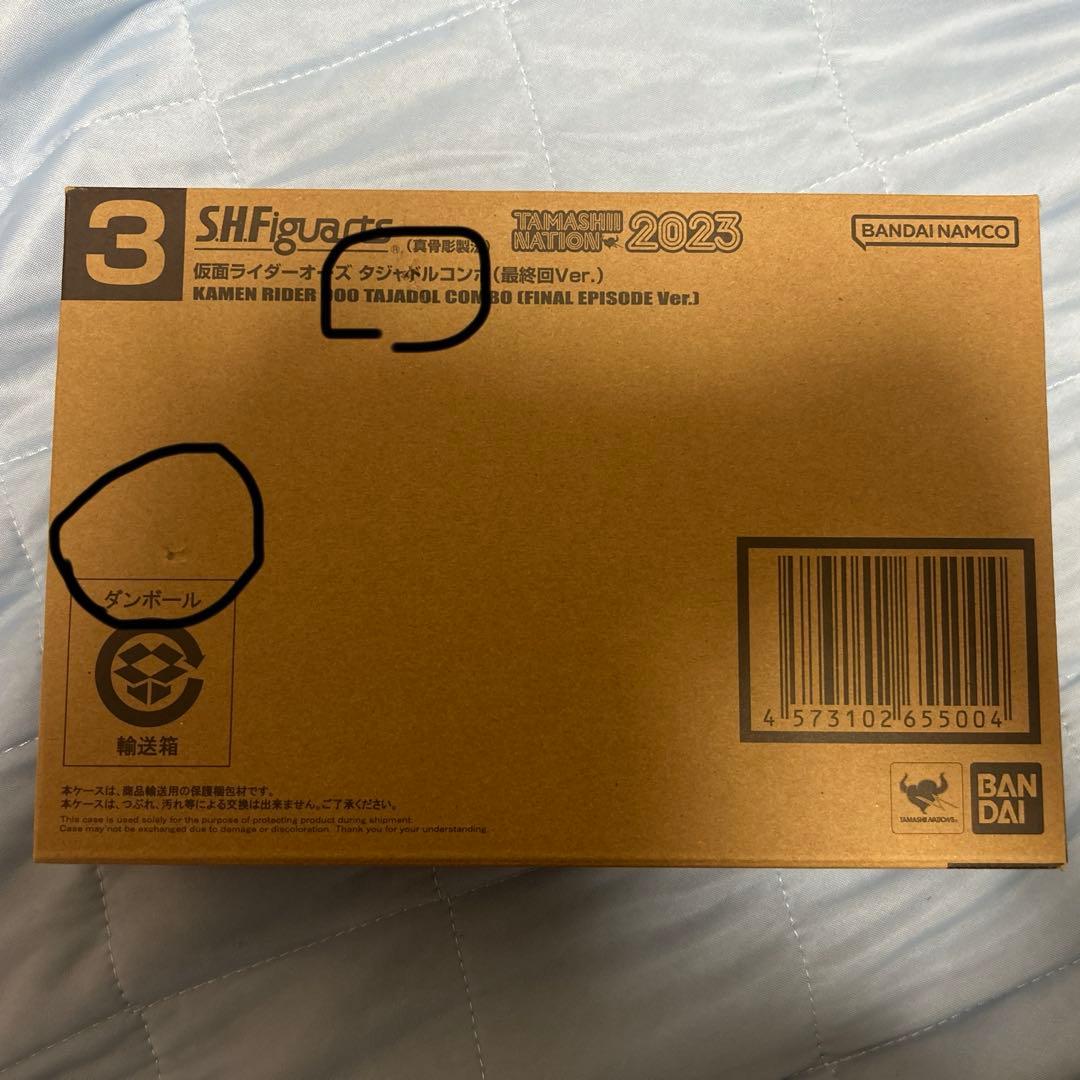 3
S.H.Figuarts® (真骨彫製法)
TAMASHII NATION 2023
BANDAI NAMCO
仮面ライダーオーズ タジャドルコンボ(最終回Ver.)
KAMEN RIDER OOO TAJADOL COMBO (FINAL EPISODE Ver.)
ダンボール
輸送箱
4 573102 655004
本ケースは、商品輸送用の保護梱包材です。
本ケースは、つぶれ、汚れ等による交換は出来ません。ご了承ください。
This case is used solely for the purpose of protecting product during shipment.
Case may not be exchanged due to damage or discoloration. Thank you for your understanding.
TAMASHII NATIONS®
BAN
DAI